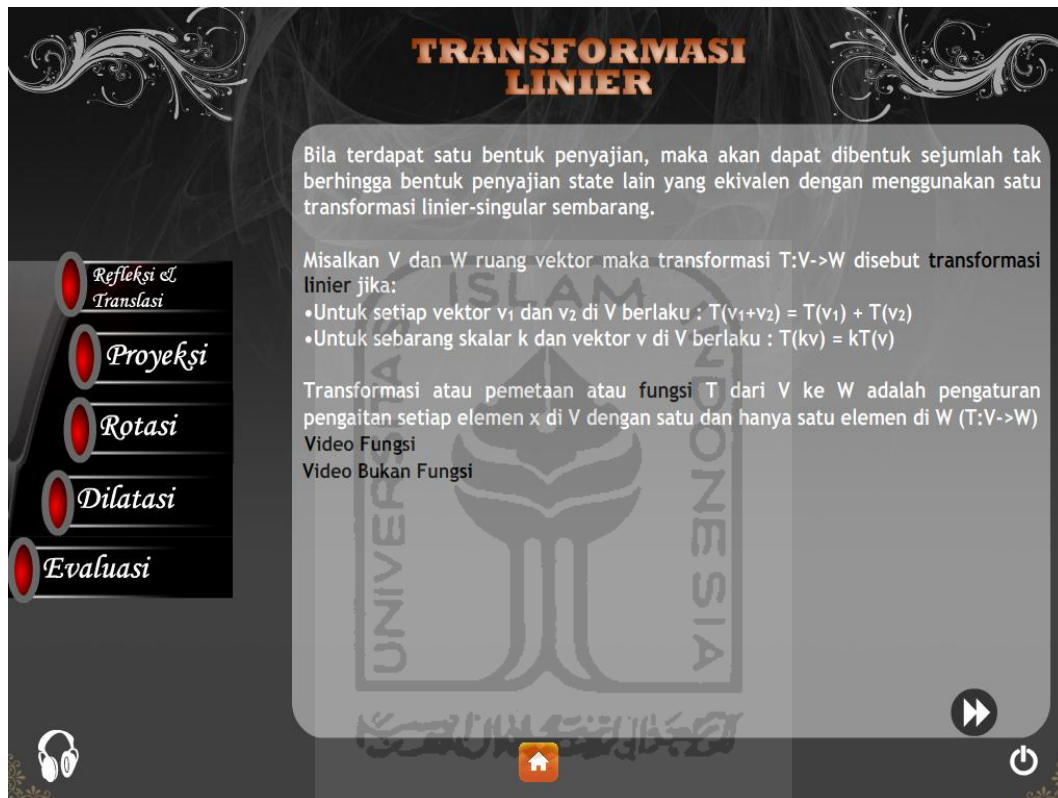 TRANSFORMASI
LINIER
Bila terdapat satu bentuk penyajian, maka akan dapat dibentuk sejumlah tak
berhingga bentuk penyajian state lain yang ekivalen dengan menggunakan satu
transformasi linier-singular sembarang.
Misalkan V dan W ruang vektor maka transformasi T:V->W disebut transformasi
linier jika:
•Untuk setiap vektor v₁ dan v₂ di V berlaku : T(v₁+v₂) = T(v₁) + T(v₂)
•Untuk sebarang skalar k dan vektor v di V berlaku : T(kv) = kT(v)
Transformasi atau pemetaan atau fungsi T dari V ke W adalah pengaturan
pengaitan setiap elemen x di V dengan satu dan hanya satu elemen di W (T:V->W)
Video Fungsi
Video Bukan Fungsi
Refleksi &
Translasi
Proyeksi
Rotasi
Dilatasi
Evaluasi
ISLAM
UNIVERSITAS
INDONESIA